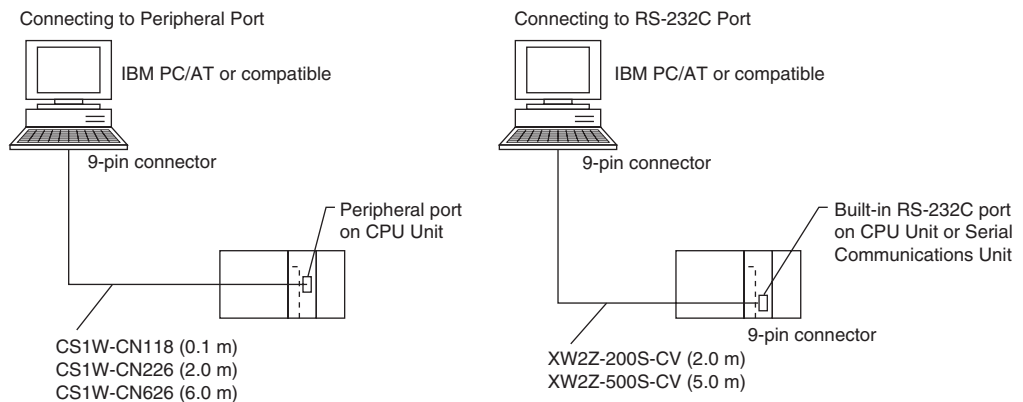 Connecting to Peripheral Port
IBM PC/AT or compatible
9-pin connector
Peripheral port
on CPU Unit
CS1W-CN118 (0.1 m)
CS1W-CN226 (2.0 m)
CS1W-CN626 (6.0 m)
Connecting to RS-232C Port
IBM PC/AT or compatible
9-pin connector
Built-in RS-232C port
on CPU Unit or Serial
Communications Unit
9-pin connector
XW2Z-200S-CV (2.0 m)
XW2Z-500S-CV (5.0 m)